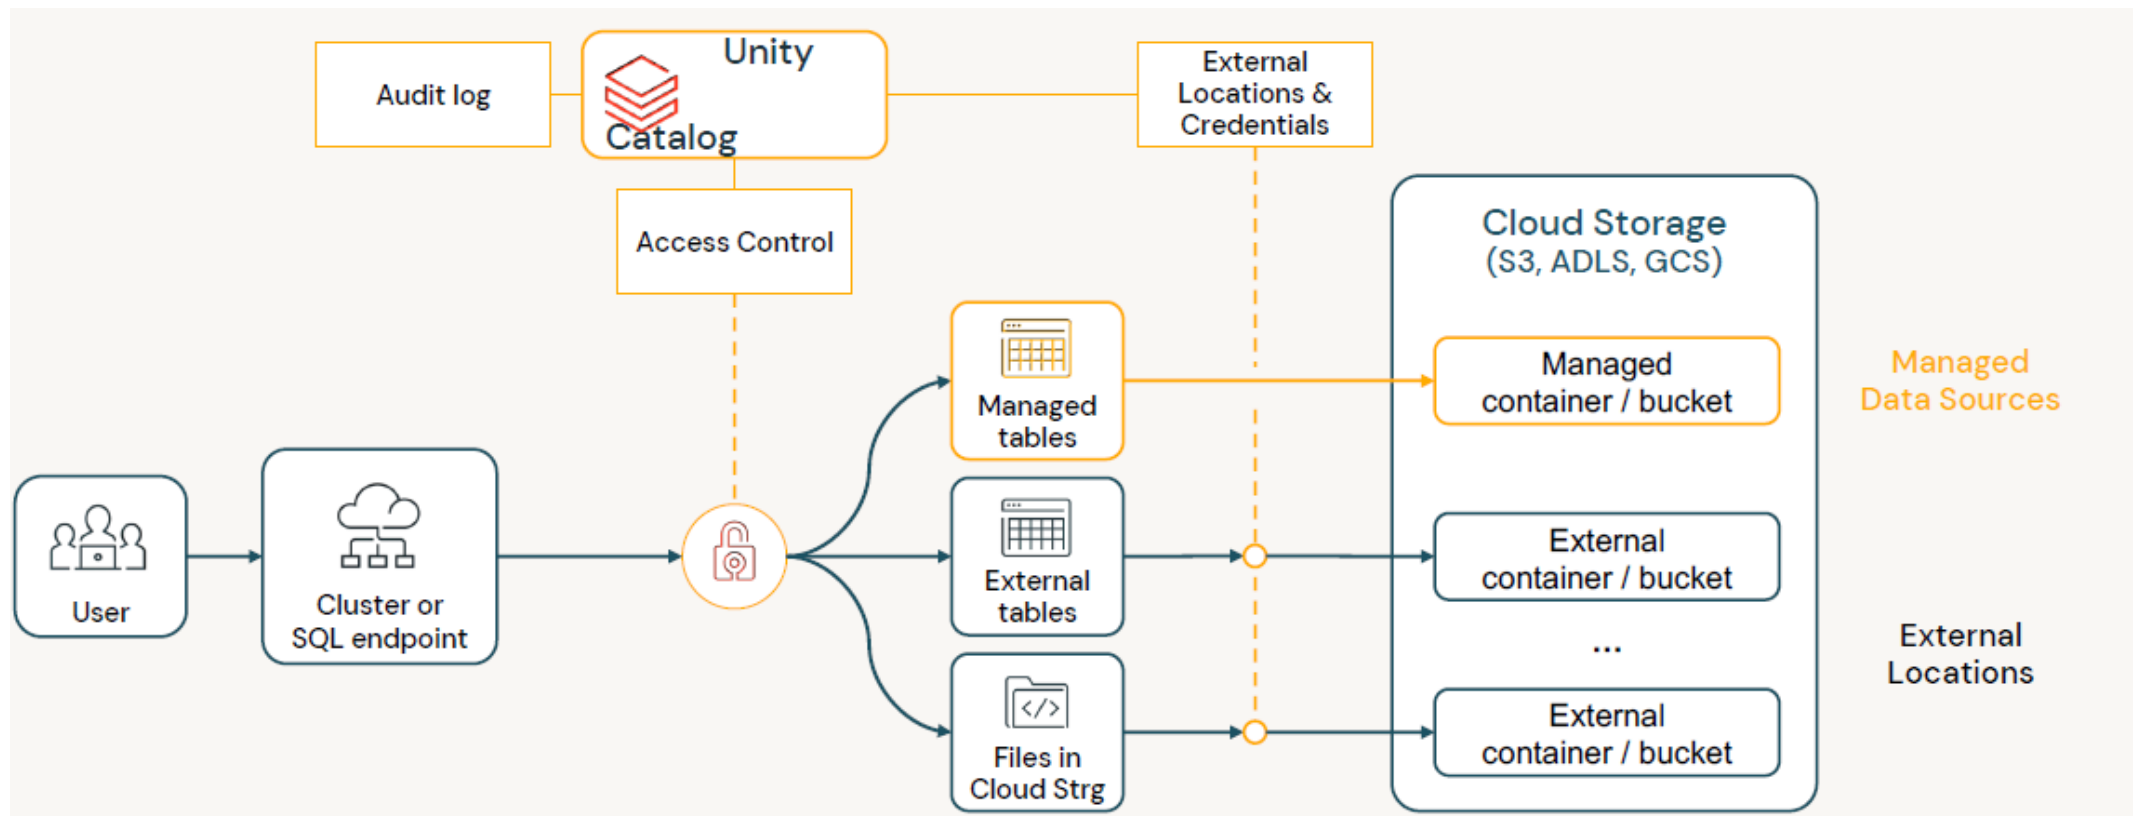 Unity
Catalog
Audit log
External
Locations &
Credentials
Access Control
Cloud Storage
(S3, ADLS, GCS)
Managed
tables
Managed
container / bucket
Managed
Data Sources
User
Cluster or
SQL endpoint
External
tables
External
container / bucket
...
External
Locations
Files in
Cloud Strg
External
container / bucket